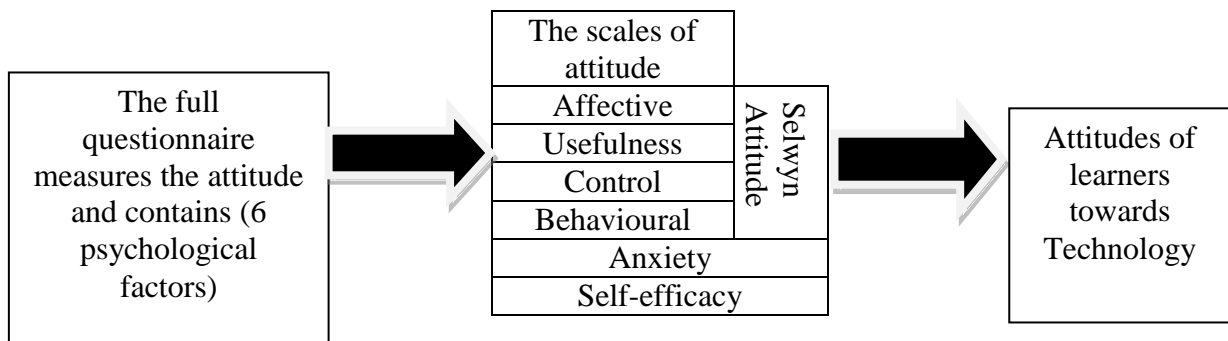 The full
questionnaire
measures the attitude
and contains (6
psychological
factors)
The scales of
attitude
Affective
Usefulness
Control
Behavioural
Selwyn
Attitude
Anxiety
Self-efficacy
Attitudes of
learners
towards
Technology